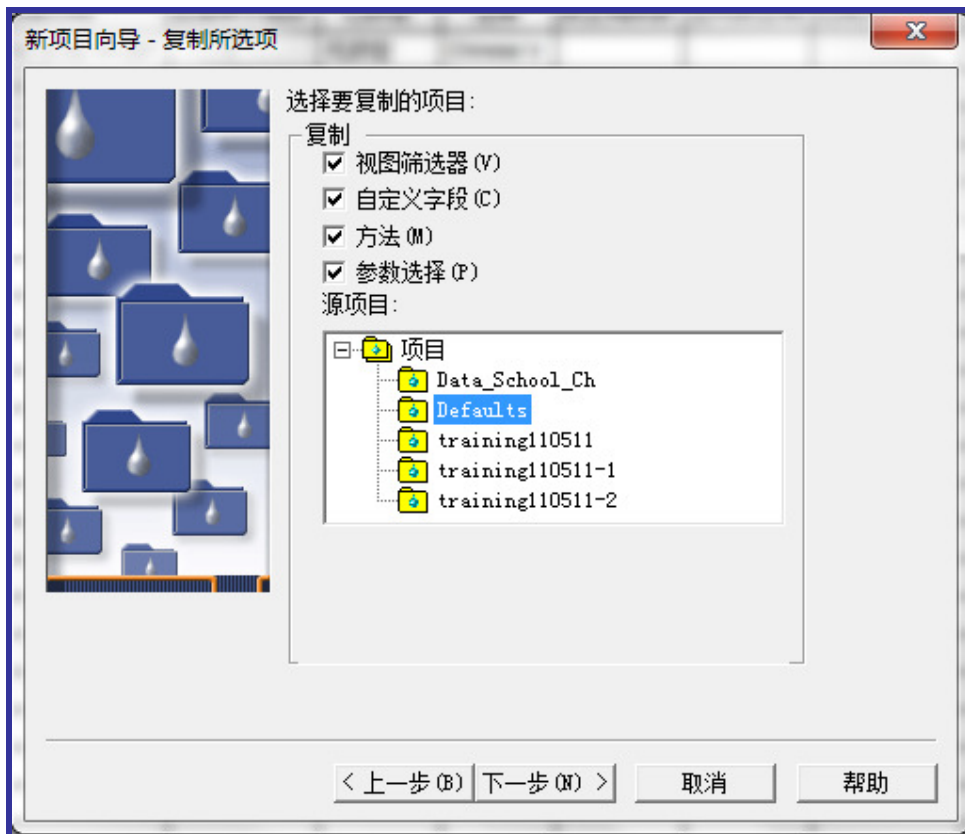 新项目向导 - 复制所选项
选择要复制的项目:
复制
视图筛选器(V)
自定义字段(C)
方法(M)
参数选择(P)
源项目:
项目
Data_School_Ch
Defaults
training110511
training110511-1
training110511-2
< 上一步(B) 下一步(N) > 取消 帮助